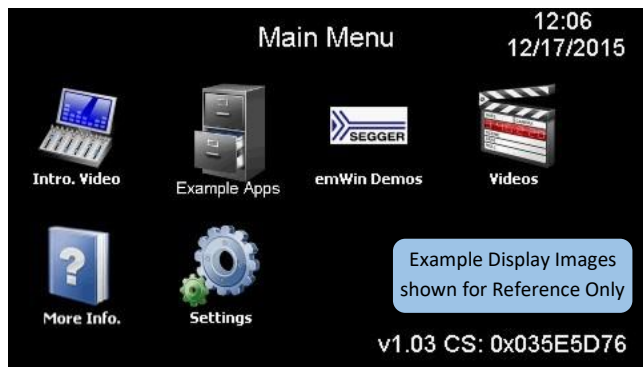 Main Menu
12:06
12/17/2015
SEGGER
Intro. Video
Example Apps
emWin Demos
Videos
More Info.
Settings
Example Display Images
shown for Reference Only
v1.03 CS: 0x035E5D76